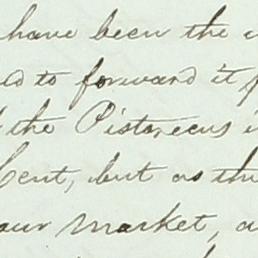 have been the
to forward it
the Pistareens
Cent, but as the
our market, a